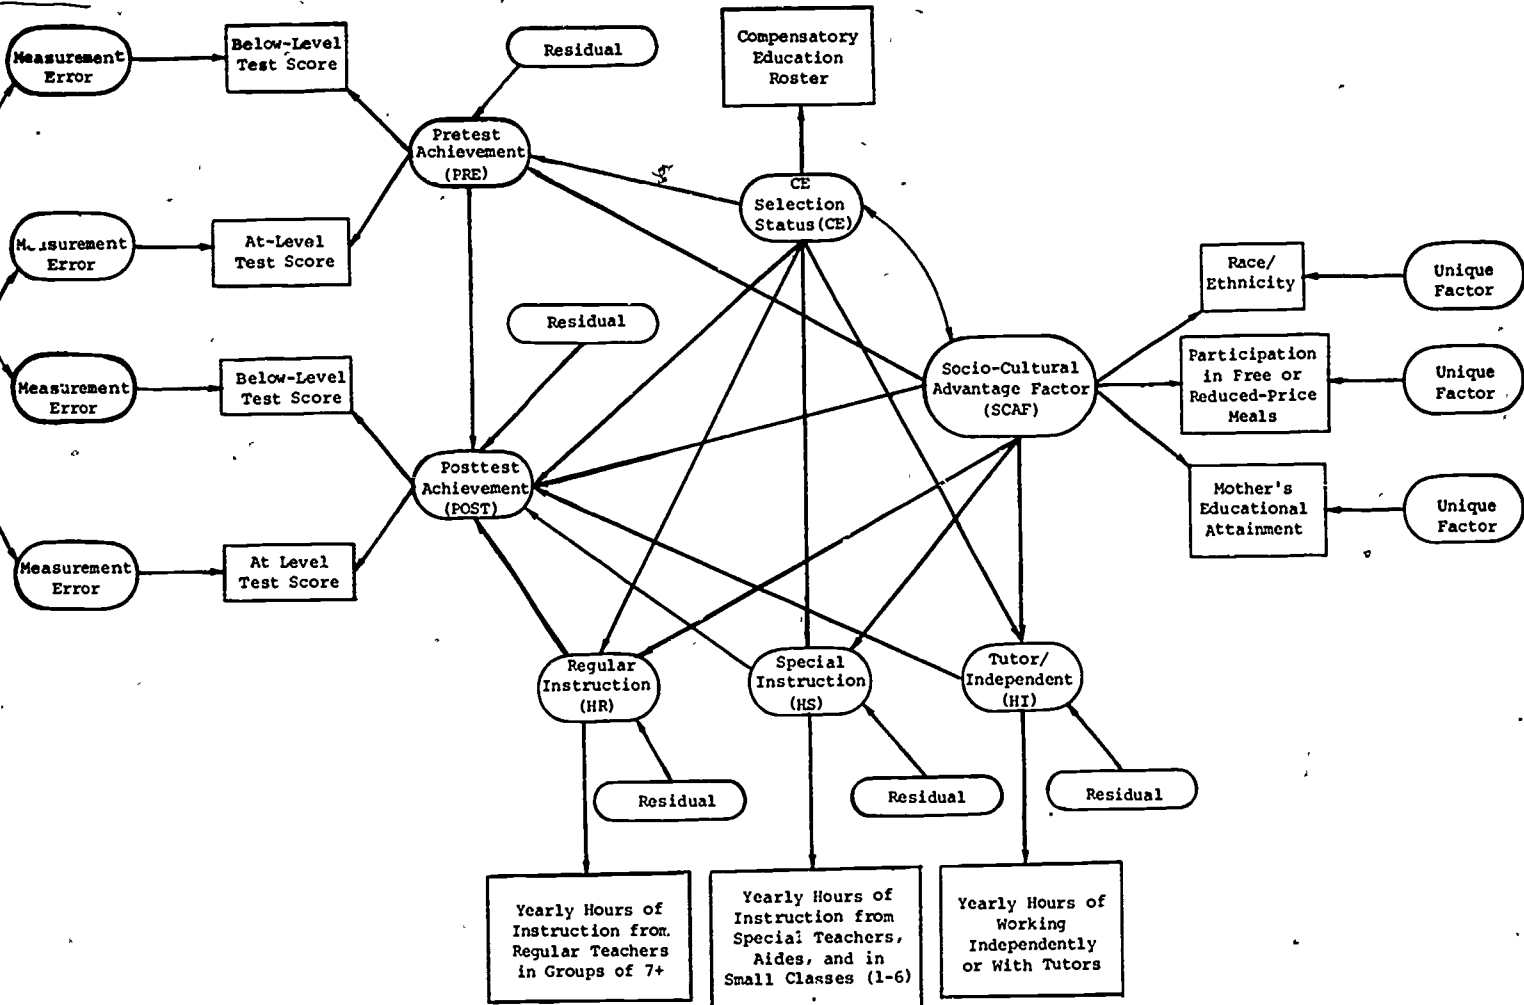 Measurement
Error
Below-Level
Test Score
Residual
Compensatory
Education
Roster
Pretest
Achievement
(PRE)
CE
Selection
Status(CE)
Measurement
Error
At-Level
Test Score
Race/
Ethnicity
Unique
Factor
Residual
Socio-Cultural
Advantage Factor
(SCAF)
Participation
in Free or
Reduced-Price
Meals
Unique
Factor
Measurement
Error
Below-Level
Test Score
Posttest
Achievement
(POST)
Mother's
Educational
Attainment
Unique
Factor
Measurement
Error
At Level
Test Score
Regular
Instruction
(HR)
Special
Instruction
(HS)
Tutor/
Independent
(HI)
Residual
Residual
Residual
Yearly Hours of
Instruction from
Regular Teachers
in Groups of 7+
Yearly Hours of
Instruction from
Special Teachers,
Aides, and in
Small Classes (1-6)
Yearly Hours of
Working
Independently
or With Tutors